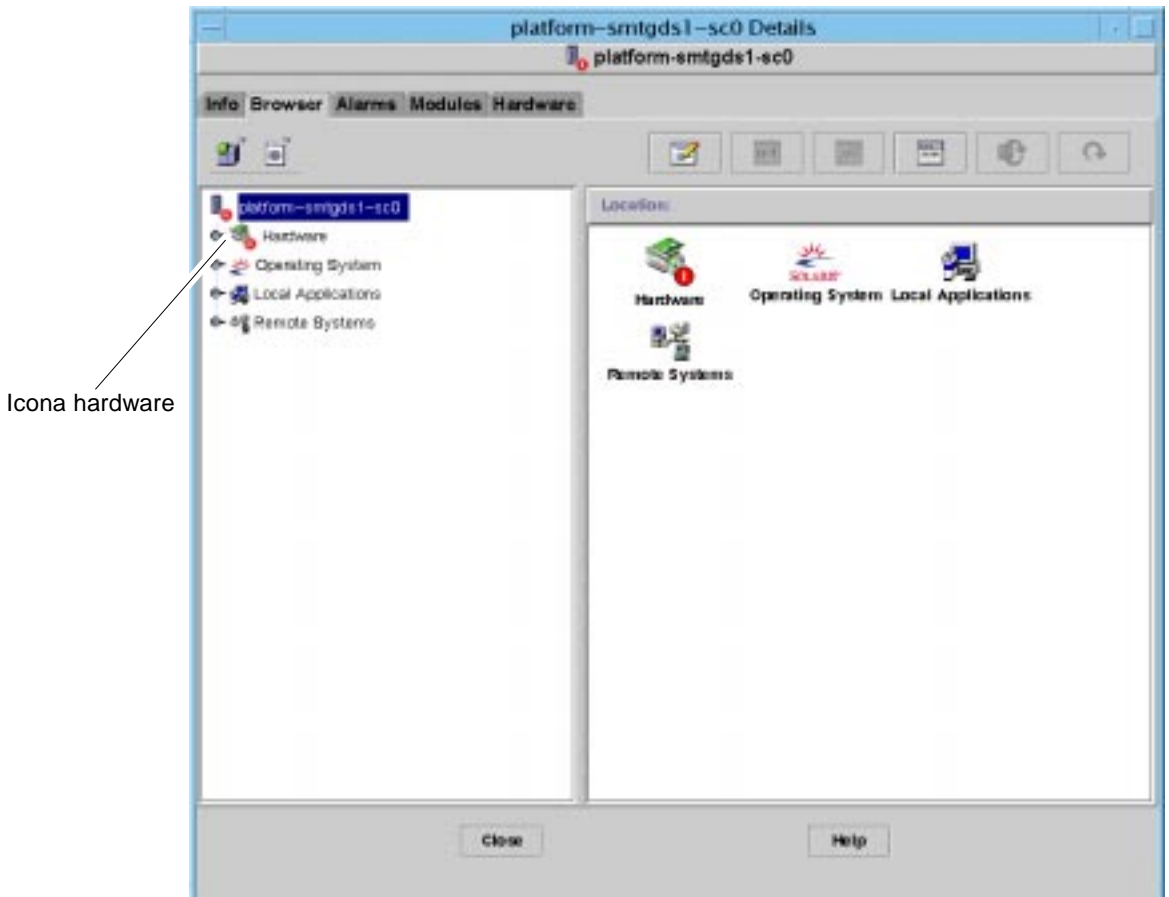 platform-smtgds1-sc0 Details
platform-smtgds1-sc0
Info Browser Alarms Modules Hardware
platform-smtgds1-sc0
Hardware
Operating System
Local Applications
Remote Systems
Location:
Hardware
SOLARIS
Operating System
Local Applications
Remote Systems
Icona hardware
Close
Help